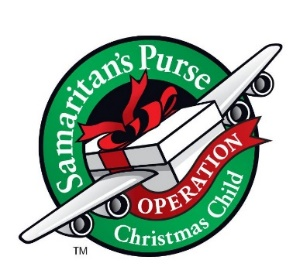 Samaritan's Purse
OPERATION
Christmas Child
TM